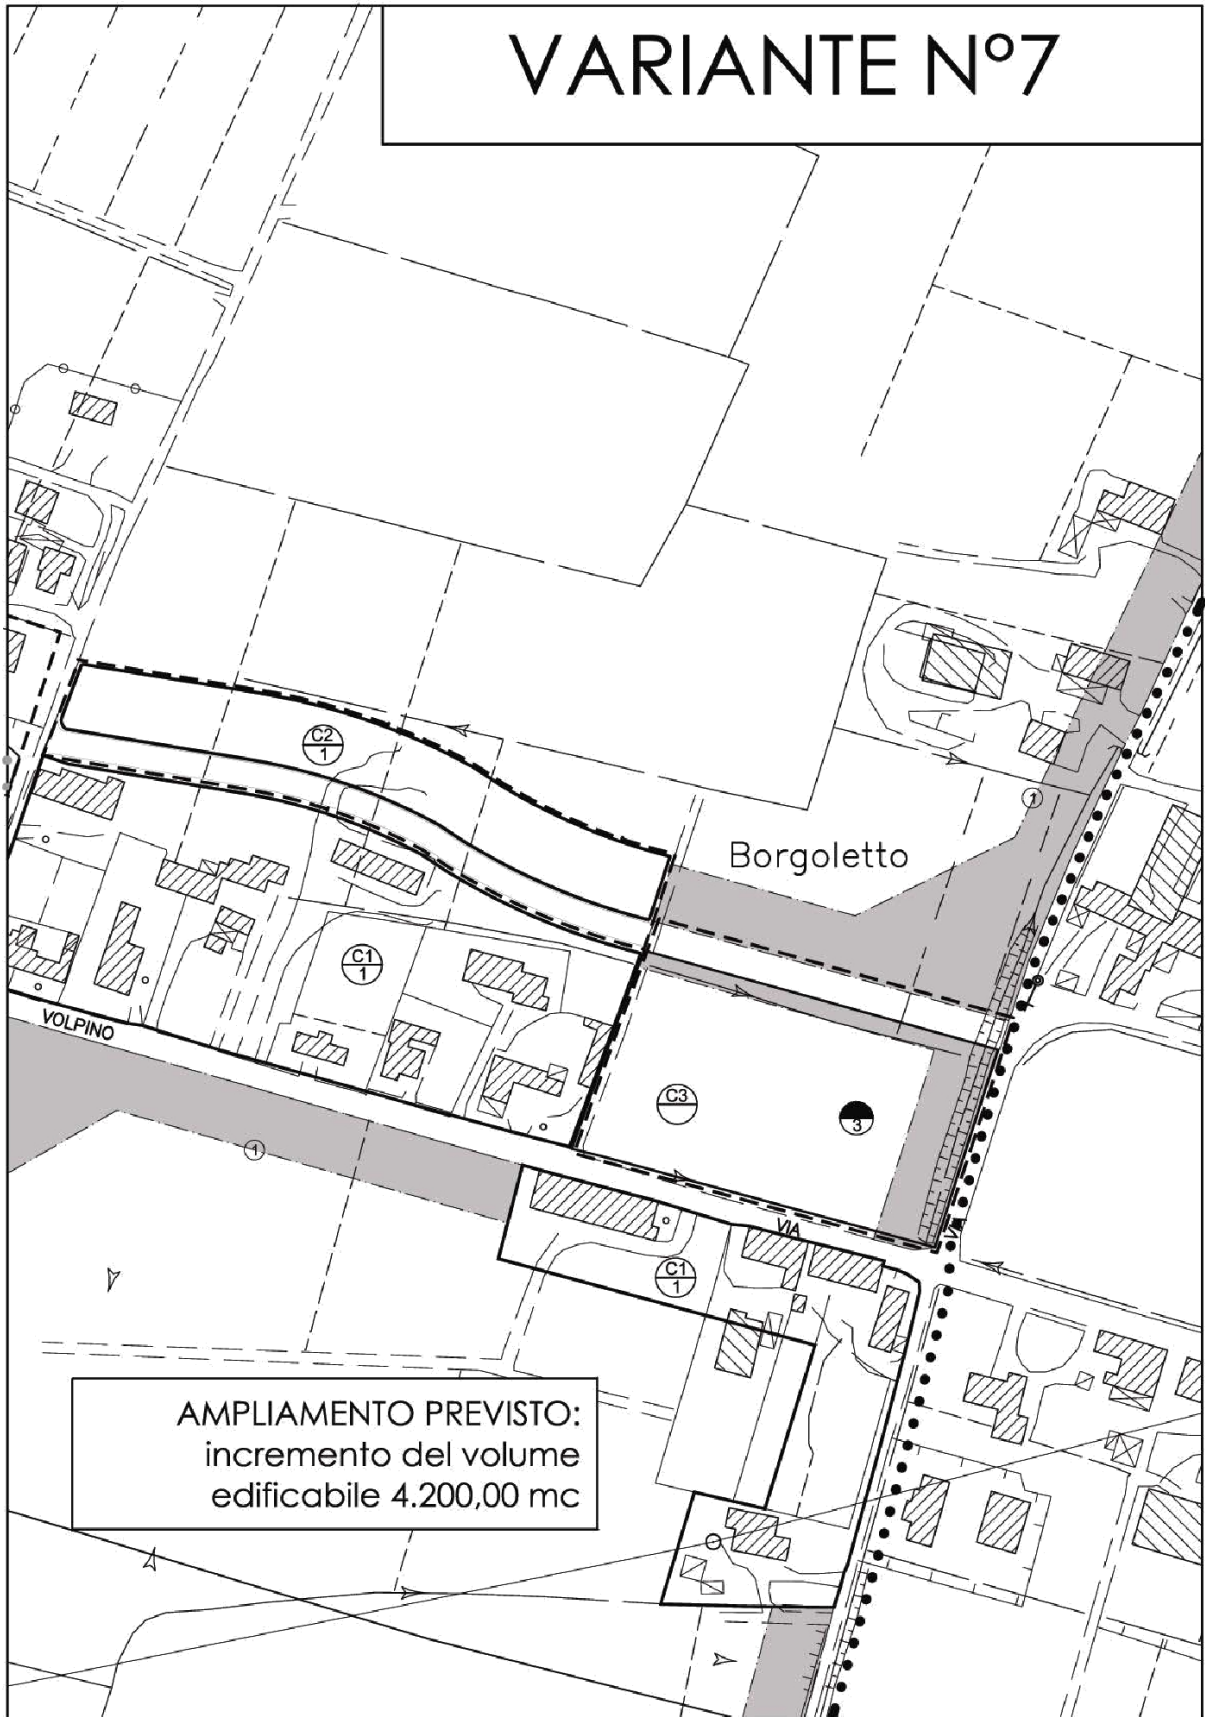 VARIANTE N°7
C2
1
1
Borgoletto
C1
1
VOLPINO
C3
3
1
VIA
C1
1
AMPLIAMENTO PREVISTO:
incremento del volume
edificabile 4.200,00 mc